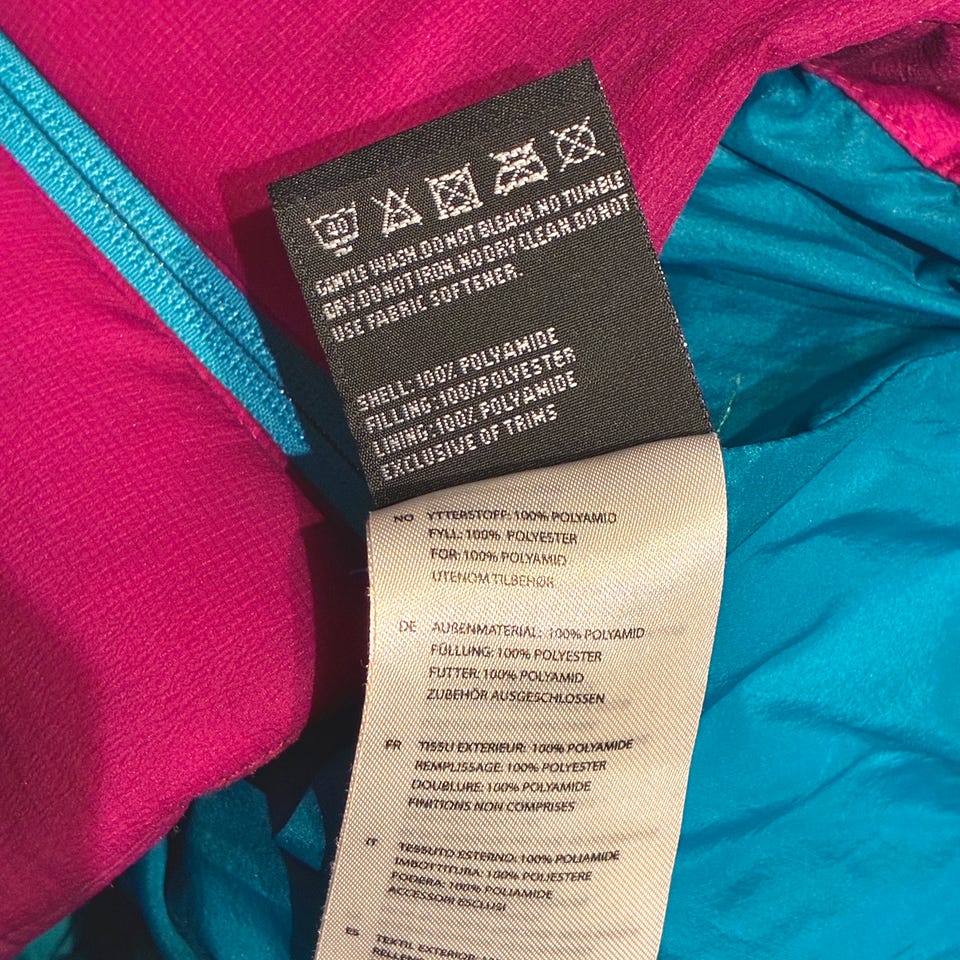 30
GENTLE WASH.DO NOT BLEACH.NO TUMBLE
DRY.DO NOT IRON.NO DRY CLEAN.DO NOT
USE FABRIC SOFTENER.
SHELL:100% POLYAMIDE
FILLING:100%POLYESTER
LINING:100% POLYAMIDE
EXCLUSIVE OF TRIMS
NO YTTERSTOFF: 100% POLYAMID
FYLL: 100% POLYESTER
FOR: 100% POLYAMID
UTENOM TILBEHØR
DE AUßENMATERIAL: 100% POLYAMID
FÜLLUNG: 100% POLYESTER
FUTTER: 100% POLYAMID
ZUBEHÖR AUSGESCHLOSSEN
FR TISSU EXTERIEUR: 100% POLYAMIDE
REMPLISSAGE: 100% POLYESTER
DOUBLURE: 100% POLYAMIDE
FINITIONS NON COMPRISES
IT TESSUTO ESTERNO: 100% POLIAMIDE
IMBOTTITURA: 100% POLIESTERE
FODERA: 100% POLIAMIDE
ACCESSORI ESCLUSI
ES TEXTIL EXTERIOR: